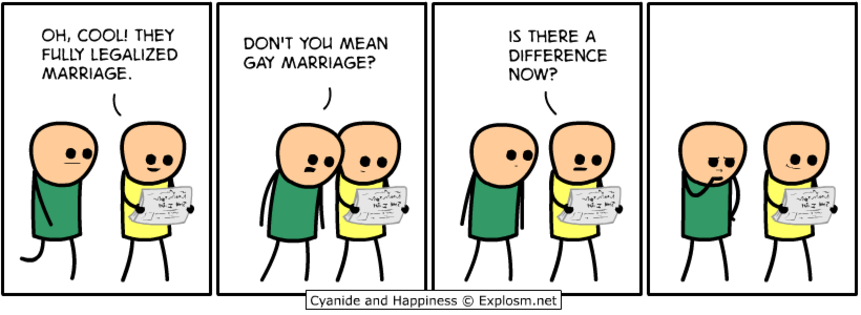 OH, COOL! THEY
FULLY LEGALIZED
MARRIAGE.
DON'T YOU MEAN
GAY MARRIAGE?
IS THERE A
DIFFERENCE
NOW?
Cyanide and Happiness © Explosm.net